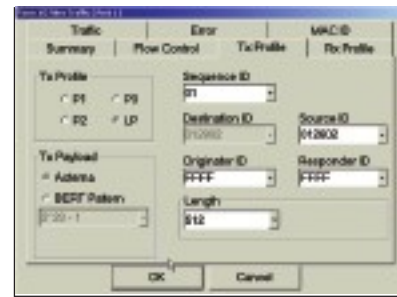 Traffic Error MAC ID
Summary Flow Control Tx Profile Rx Profile
Tx Profile
P1 P3
P2 LP
Sequence ID
01
Destination ID Source ID
012602
Tx Payload
Originator ID Responder ID
FFFF FFFF
BERT Pattern
Length
512
OK Cancel